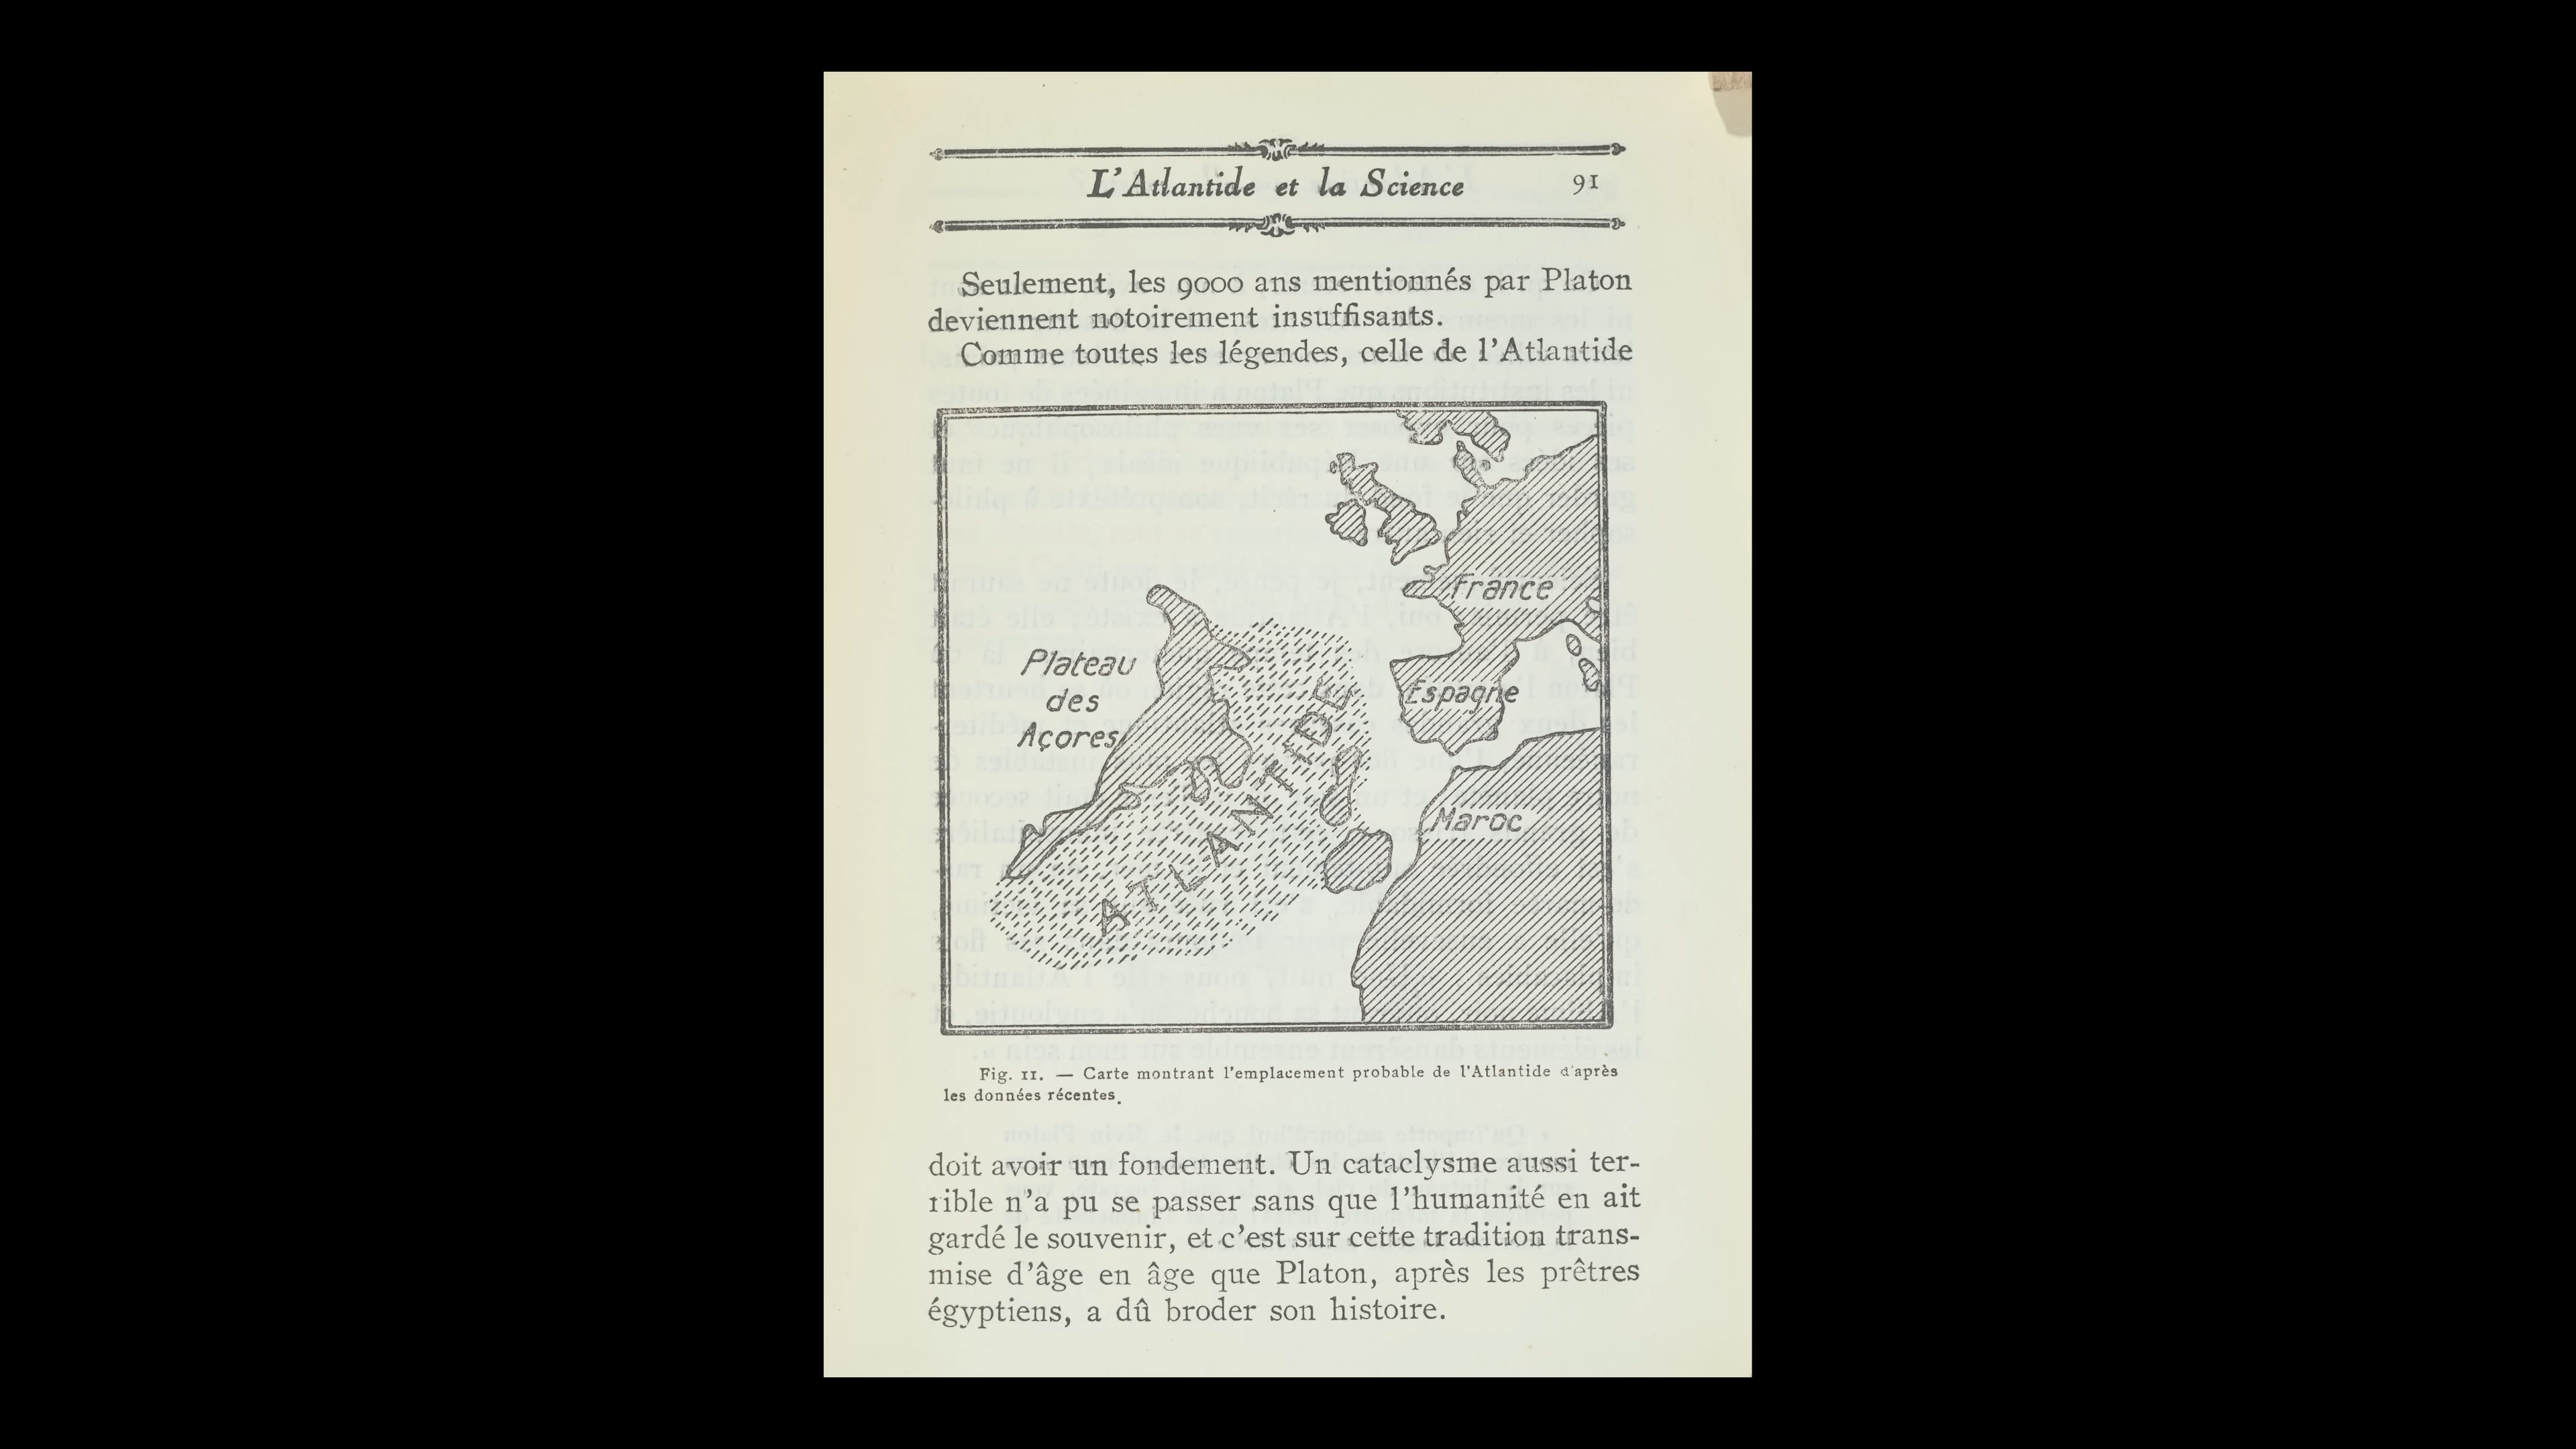 L'Atlantide et la Science 91
Seulement, les 9000 ans mentionnés par Platon
deviennent notoirement insuffisants.
Comme toutes les légendes, celle de l'Atlantide
France
Plateau
des
Açores
Espagne
ATLANTIDE
Maroc
Fig. 11. — Carte montrant l'emplacement probable de l'Atlantide d'après
les données récentes.
doit avoir un fondement. Un cataclysme aussi ter-
rible n'a pu se passer sans que l'humanité en ait
gardé le souvenir, et c'est sur cette tradition trans-
mise d'âge en âge que Platon, après les prêtres
égyptiens, a dû broder son histoire.